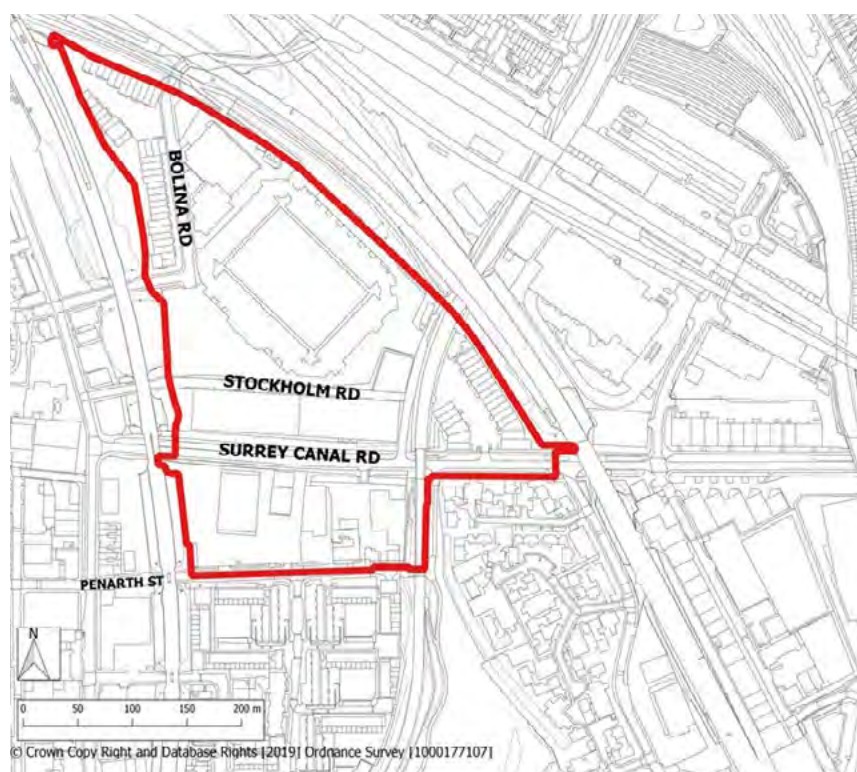 BOLINA RD
STOCKHOLM RD
SURREY CANAL RD
PENARTH ST
N
0 50 100 150 200 m
© Crown Copy Right and Database Rights [2019] Ordnance Survey [1000177107]